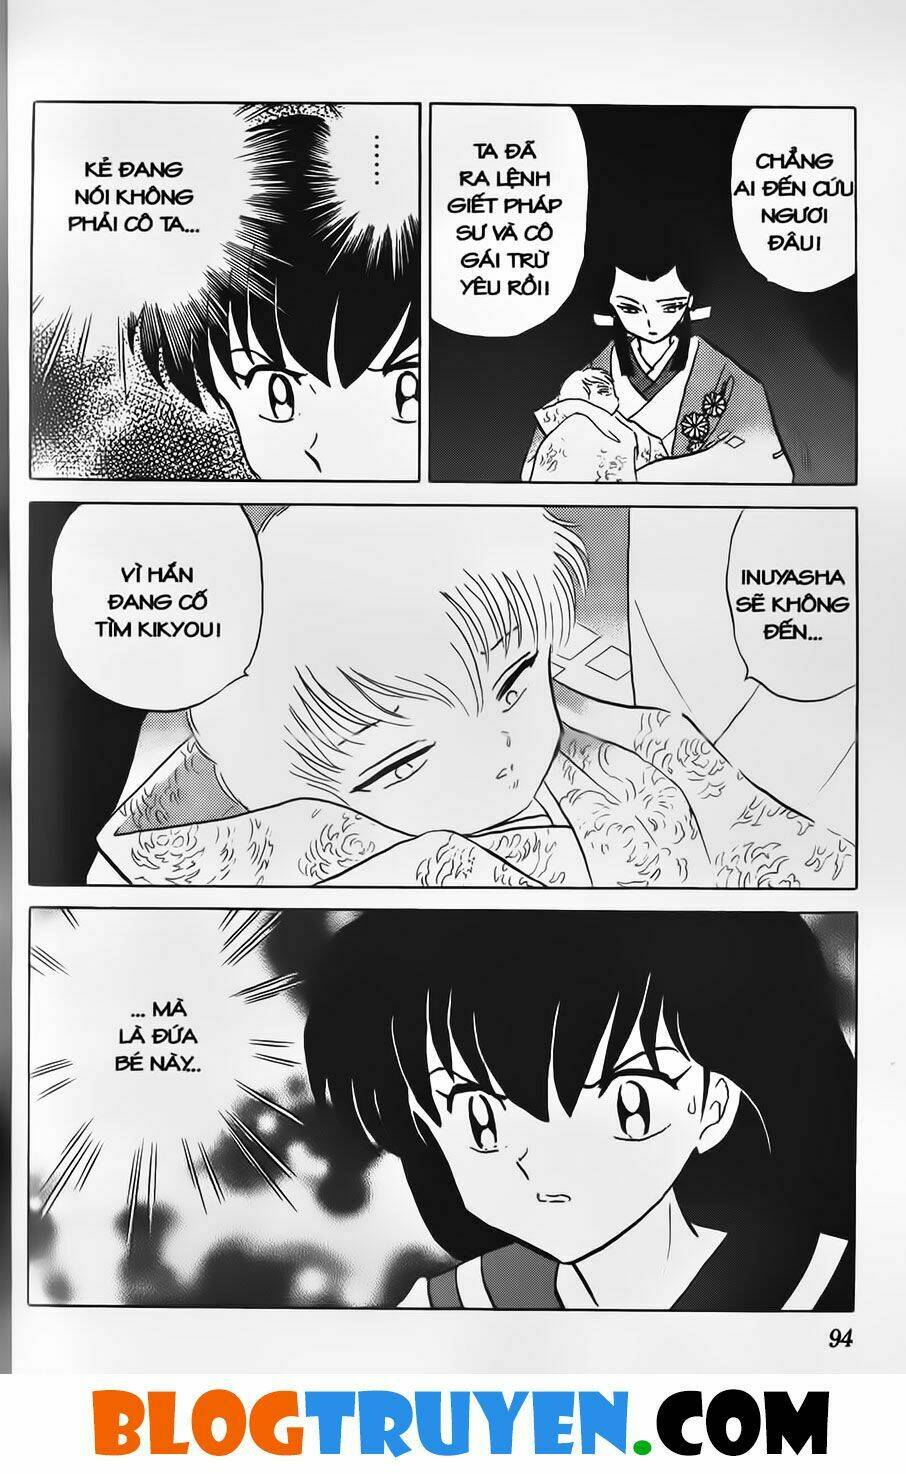 CHẲNG
AI ĐẾN CỨU
NGƯƠI
ĐÂU!
TA ĐÃ
RA LỆNH
GIẾT PHÁP
SƯ VÀ CÔ
GÁI TRỪ
YÊU RỒI!
......
KẺ ĐANG
NÓI KHÔNG
PHẢI CÔ TA...
INUYASHA
SẼ KHÔNG
ĐẾN...
VÌ HẮN
ĐANG CỐ
TÌM KIKYOU!
... MÀ
LÀ ĐỨA
BÉ NÀY...
94
BLOGTRUYEN.COM